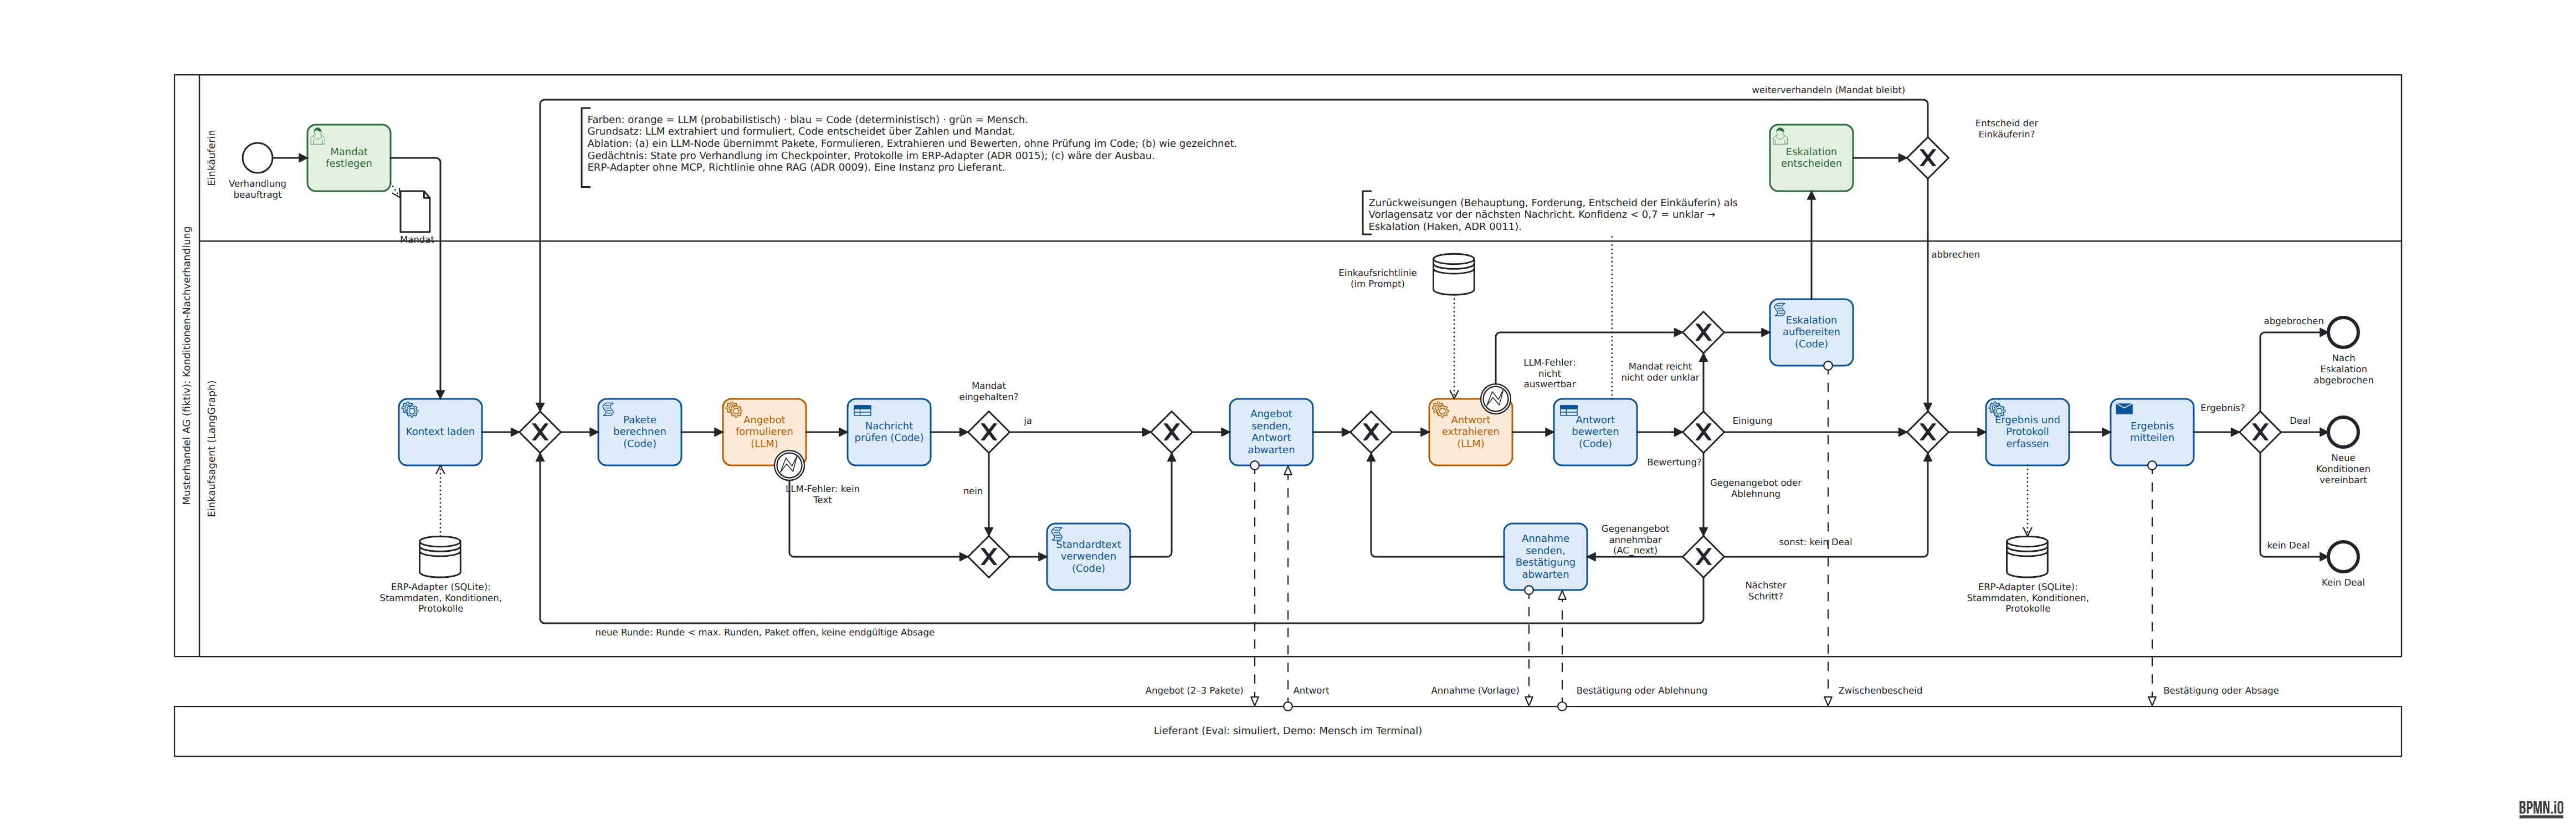 Musterhandel AG (fiktiv): Konditionen-Nachverhandlung
Einkäuferin
Einkaufsagent (LangGraph)
Verhandlung
beauftragt
Mandat
festlegen
Mandat
Farben: orange = LLM (probabilistisch) · blau = Code (deterministisch) · grün = Mensch.
Grundsatz: LLM extrahiert und formuliert, Code entscheidet über Zahlen und Mandat.
Ablation: (a) ein LLM-Node übernimmt Pakete, Formulieren, Extrahieren und Bewerten, ohne Prüfung im Code; (b) wie gezeichnet.
Gedächtnis: State pro Verhandlung im Checkpointer, Protokolle im ERP-Adapter (ADR 0015); (c) wäre der Ausbau.
ERP-Adapter ohne MCP, Richtlinie ohne RAG (ADR 0009). Eine Instanz pro Lieferant.
Zurückweisungen (Behauptung, Forderung, Entscheid der Einkäuferin) als
Vorlagensatz vor der nächsten Nachricht. Konfidenz < 0,7 = unklar →
Eskalation (Haken, ADR 0011).
weiterverhandeln (Mandat bleibt)
Eskalation
entscheiden
Entscheid der
Einkäuferin?
abbrechen
Einkaufsrichtlinie
(im Prompt)
Kontext laden
ERP-Adapter (SQLite):
Stammdaten, Konditionen,
Protokolle
Pakete
berechnen
(Code)
Angebot
formulieren
(LLM)
LLM-Fehler: kein
Text
Nachricht
prüfen (Code)
Mandat
eingehalten?
ja
nein
Standardtext
verwenden
(Code)
Angebot
senden,
Antwort
abwarten
Antwort
extrahieren
(LLM)
LLM-Fehler:
nicht
auswertbar
Antwort
bewerten
(Code)
Mandat reicht
nicht oder unklar
Bewertung?
Einigung
Gegenangebot oder
Ablehnung
Eskalation
aufbereiten
(Code)
Annahme
senden,
Bestätigung
abwarten
Gegenangebot
annehmbar
(AC_next)
sonst: kein Deal
Nächster
Schritt?
neue Runde: Runde < max. Runden, Paket offen, keine endgültige Absage
Ergebnis und
Protokoll
erfassen
ERP-Adapter (SQLite):
Stammdaten, Konditionen,
Protokolle
Ergebnis
mitteilen
Ergebnis?
abgebrochen
Nach
Eskalation
abgebrochen
Deal
Neue
Konditionen
vereinbart
kein Deal
Kein Deal
Angebot (2–3 Pakete)
Antwort
Annahme (Vorlage)
Bestätigung oder Ablehnung
Zwischenbescheid
Bestätigung oder Absage
Lieferant (Eval: simuliert, Demo: Mensch im Terminal)
BPMN.iO